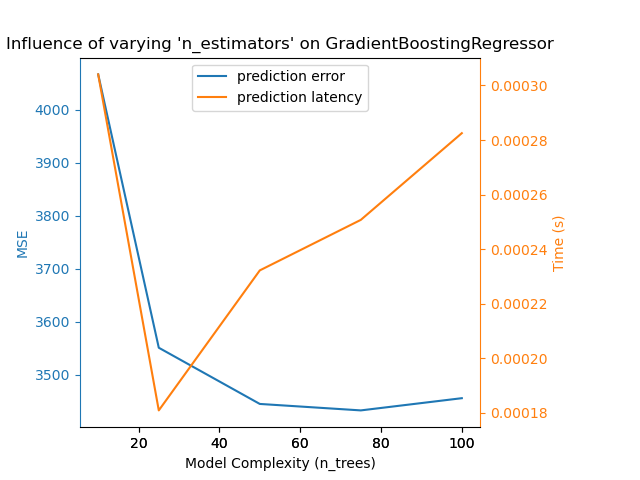 Influence of varying 'n_estimators' on GradientBoostingRegressor
prediction error
prediction latency
4000
3900
3800
3700
3600
3500
MSE
0.00030
0.00028
0.00026
0.00024
0.00022
0.00020
0.00018
Time (s)
20 40 60 80 100
Model Complexity (n_trees)